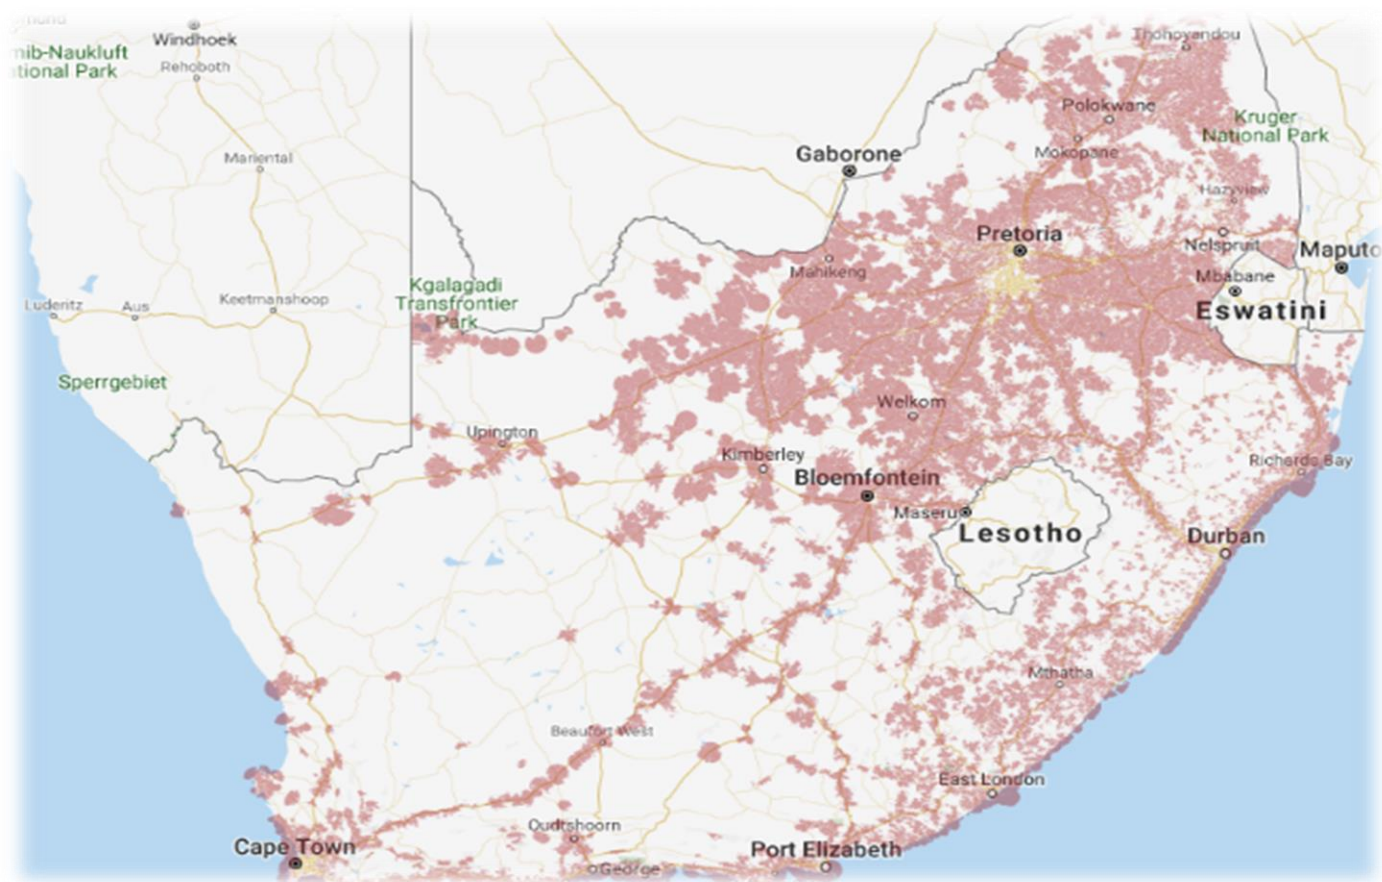 Windhoek
mib-Naukluft
tional Park
Rehoboth
Thohoyandou
Polokwane
Kruger
National Park
Mokopane
Gaborone
Mariental
Hazyview
Pretoria
Nelspruit
Maputo
Mahikeng
Mbabane
Kgalagadi
Transfrontier
Park
Luderitz
Aus
Keetmanshoop
Eswatini
Sperrgebiet
Welkom
Upington
Kimberley
Richards Bay
Bloemfontein
Maseru
Lesotho
Durban
Mthatha
Beaufort West
East London
Oudtshoorn
Cape Town
Port Elizabeth
George